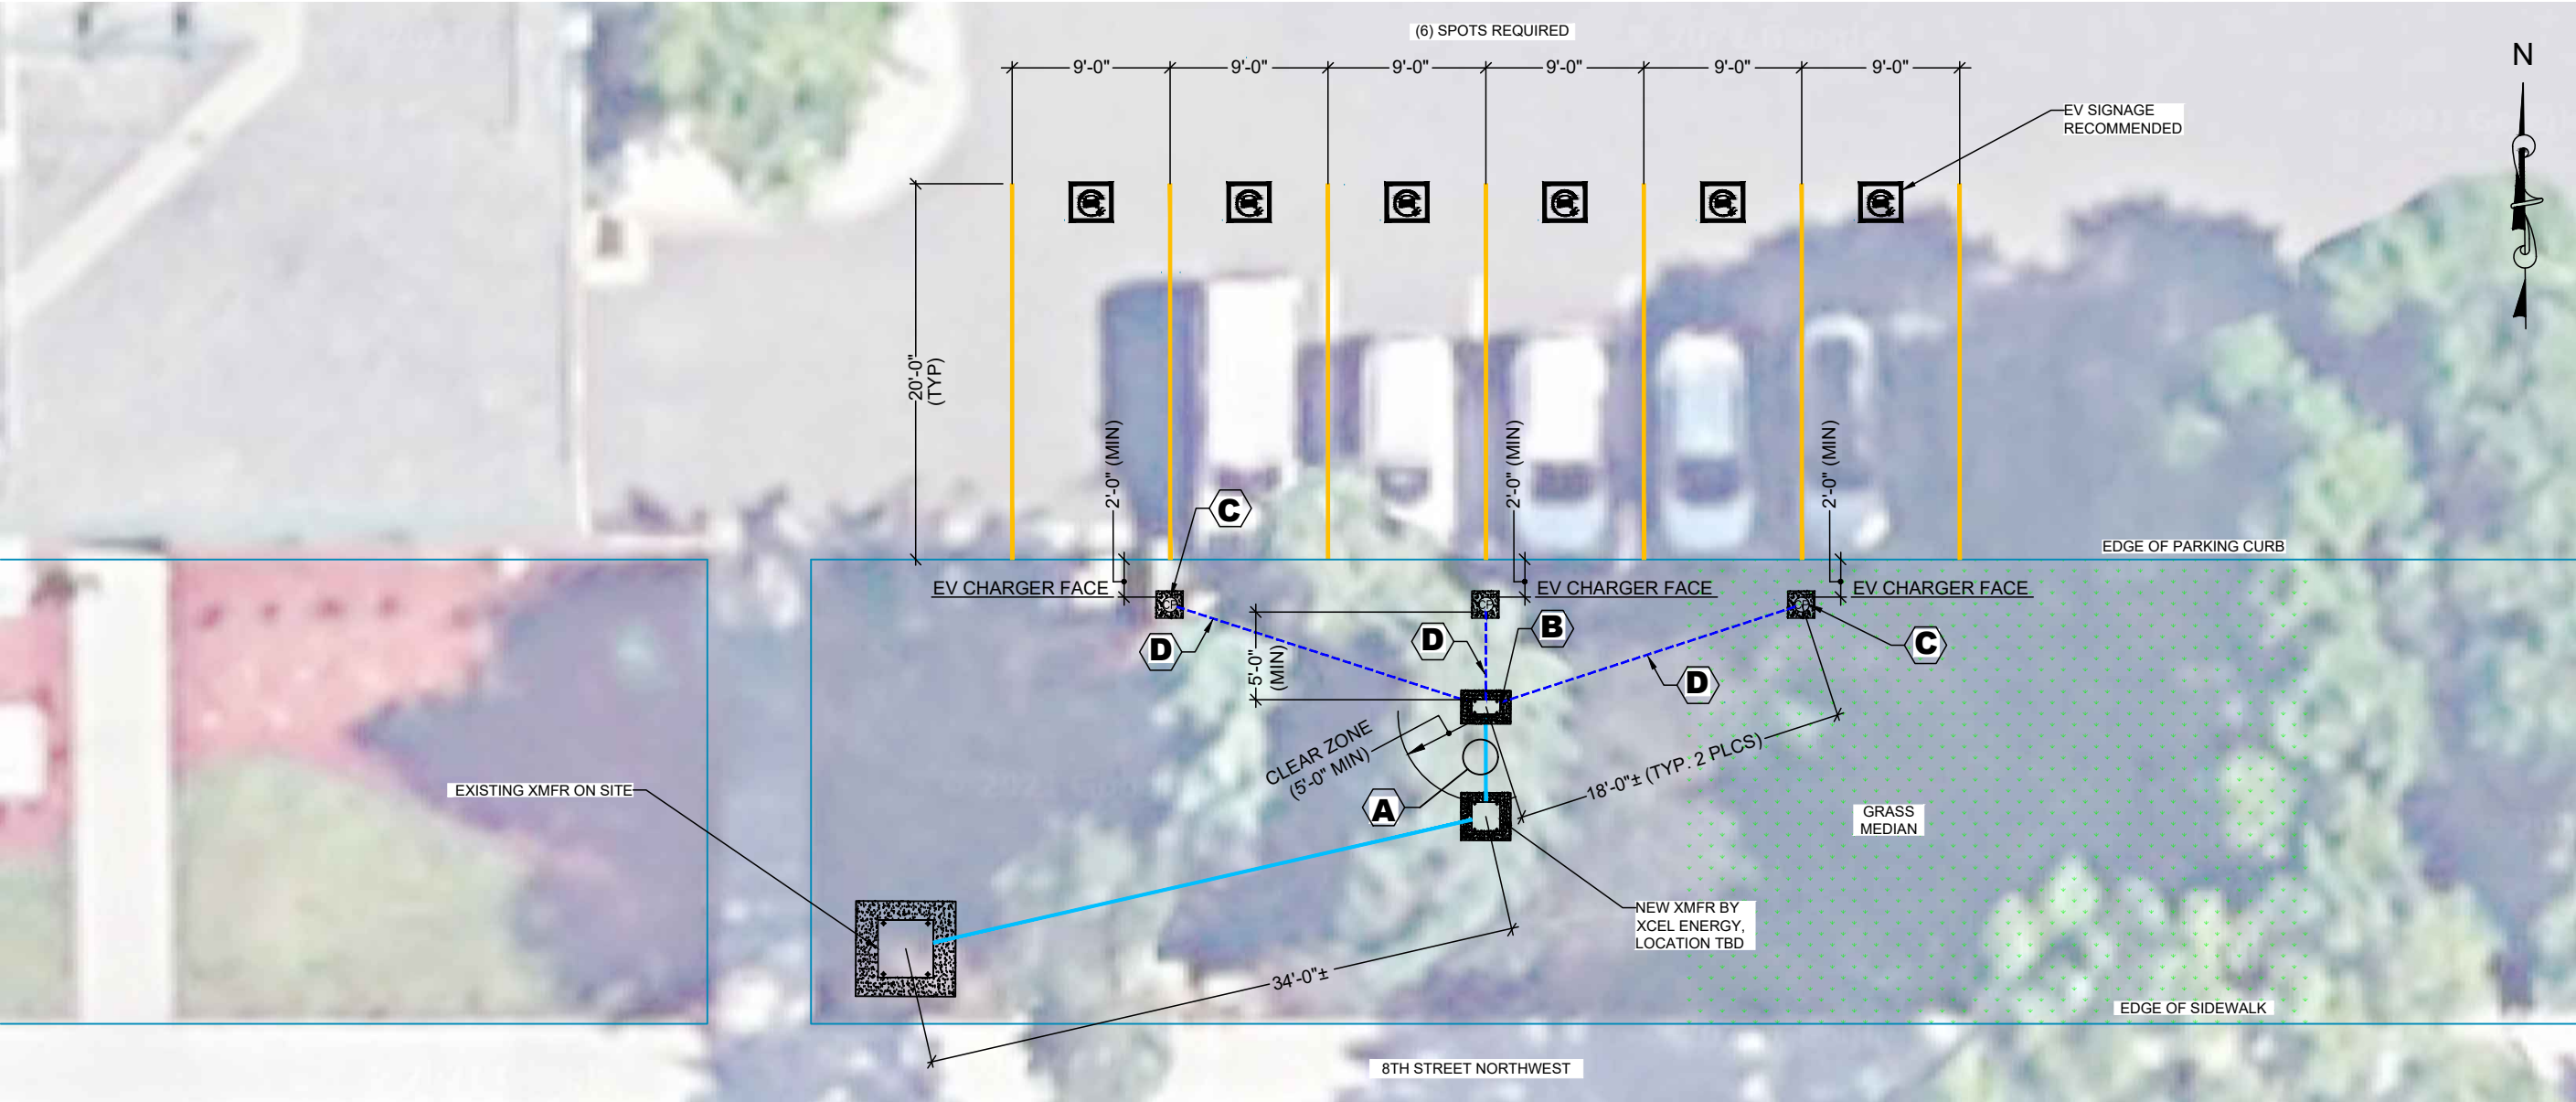 (6) SPOTS REQUIRED
N
9'-0" 9'-0" 9'-0" 9'-0" 9'-0" 9'-0"
EV SIGNAGE
RECOMMENDED
20'-0"
(TYP)
2'-0" (MIN)
2'-0" (MIN)
2'-0" (MIN)
C
EDGE OF PARKING CURB
EV CHARGER FACE
EV CHARGER FACE
EV CHARGER FACE
CP
CP
CP
D
D
B
C
D
5'-0"
(MIN)
CLEAR ZONE
(5'-0" MIN)
A
18'-0"± (TYP. 2 PLCS)
EXISTING XMFR ON SITE
GRASS
MEDIAN
NEW XMFR BY
XCEL ENERGY,
LOCATION TBD
34'-0"±
EDGE OF SIDEWALK
8TH STREET NORTHWEST